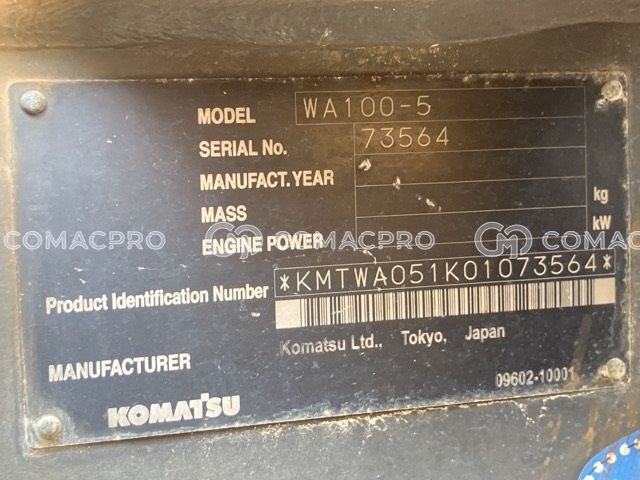 MODEL WA100-5
SERIAL No. 73564
MANUFACT. YEAR
MASS kg
ENGINE POWER kW
COMACPRO COMACPRO COMACPRO
Product Identification Number *KMTWA051K01073564*
Komatsu Ltd., Tokyo, Japan
MANUFACTURER
09602-10001
KOMATSU